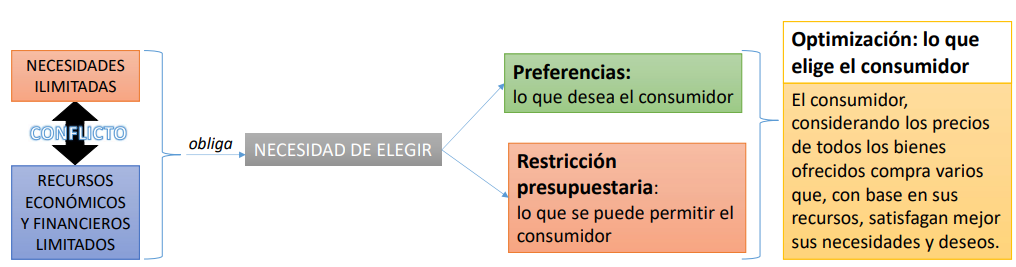 NECESIDADES
ILIMITADAS
CONFLICTO
RECURSOS
ECONÓMICOS
Y FINANCIEROS
LIMITADOS
obliga
NECESIDAD DE ELEGIR
Preferencias:
lo que desea el consumidor
Restricción
presupuestaria:
lo que se puede permitir el
consumidor
Optimización: lo que
elige el consumidor
El consumidor,
considerando los precios
de todos los bienes
ofrecidos compra varios
que, con base en sus
recursos, satisfagan mejor
sus necesidades y deseos.